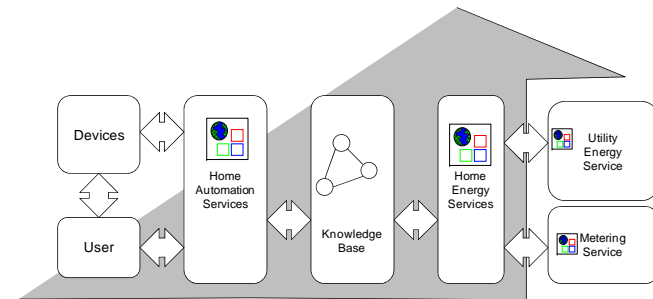 Devices
User
Home
Automation
Services
Knowledge
Base
Home
Energy
Services
Utility
Energy
Service
Metering
Service